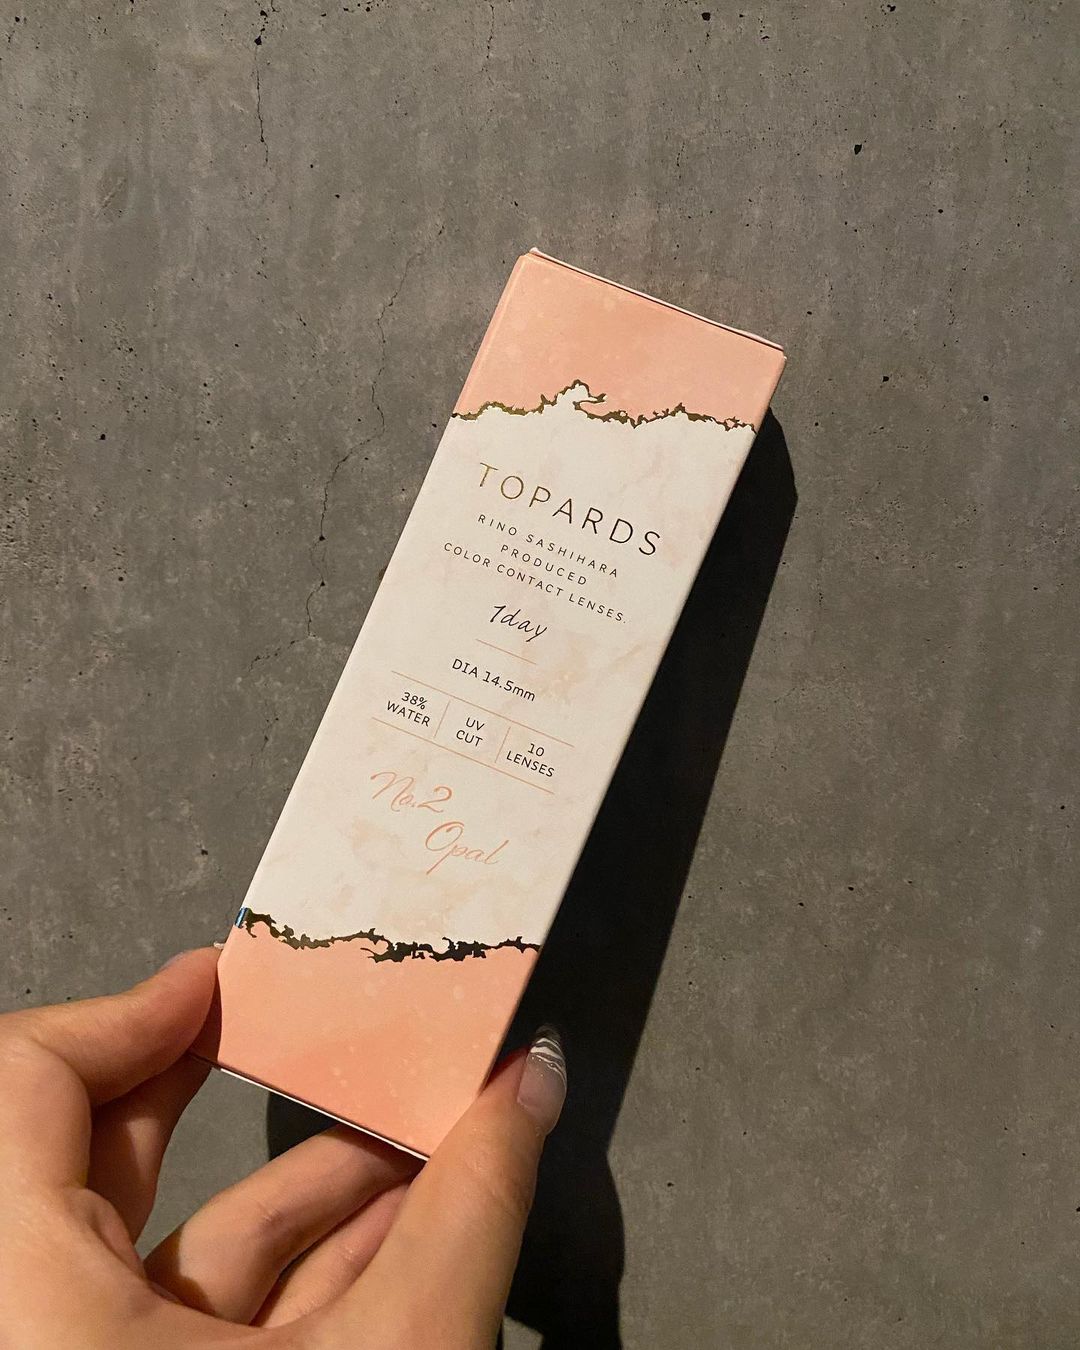 TOPARDS
RINO SASHIHARA
PRODUCED
COLOR CONTACT LENSES.
1day
DIA 14.5mm
38%
WATER
UV
CUT
10
LENSES
No.2
Opal